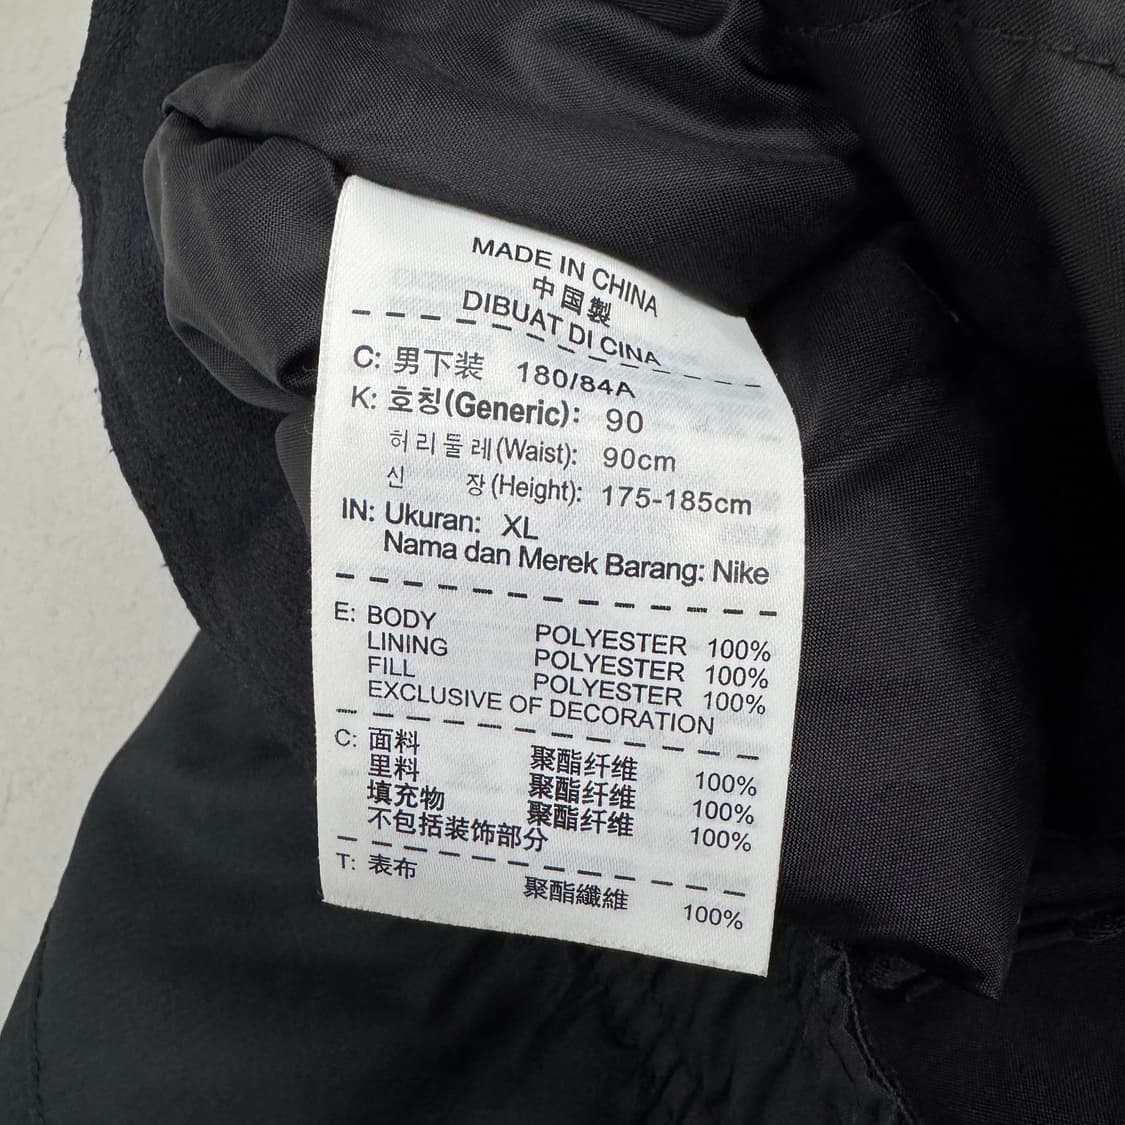 MADE IN CHINA
中国製
DIBUAT DI CINA
C: 男下装 180/84A
K: 호칭(Generic): 90
허리둘레(Waist): 90cm
신 장(Height): 175-185cm
IN: Ukuran: XL
Nama dan Merek Barang: Nike
E: BODY POLYESTER 100%
LINING POLYESTER 100%
FILL POLYESTER 100%
EXCLUSIVE OF DECORATION
C: 面料 聚酯纤维 100%
里料 聚酯纤维 100%
填充物 聚酯纤维 100%
不包括装饰部分
T: 表布 聚酯纖維 100%